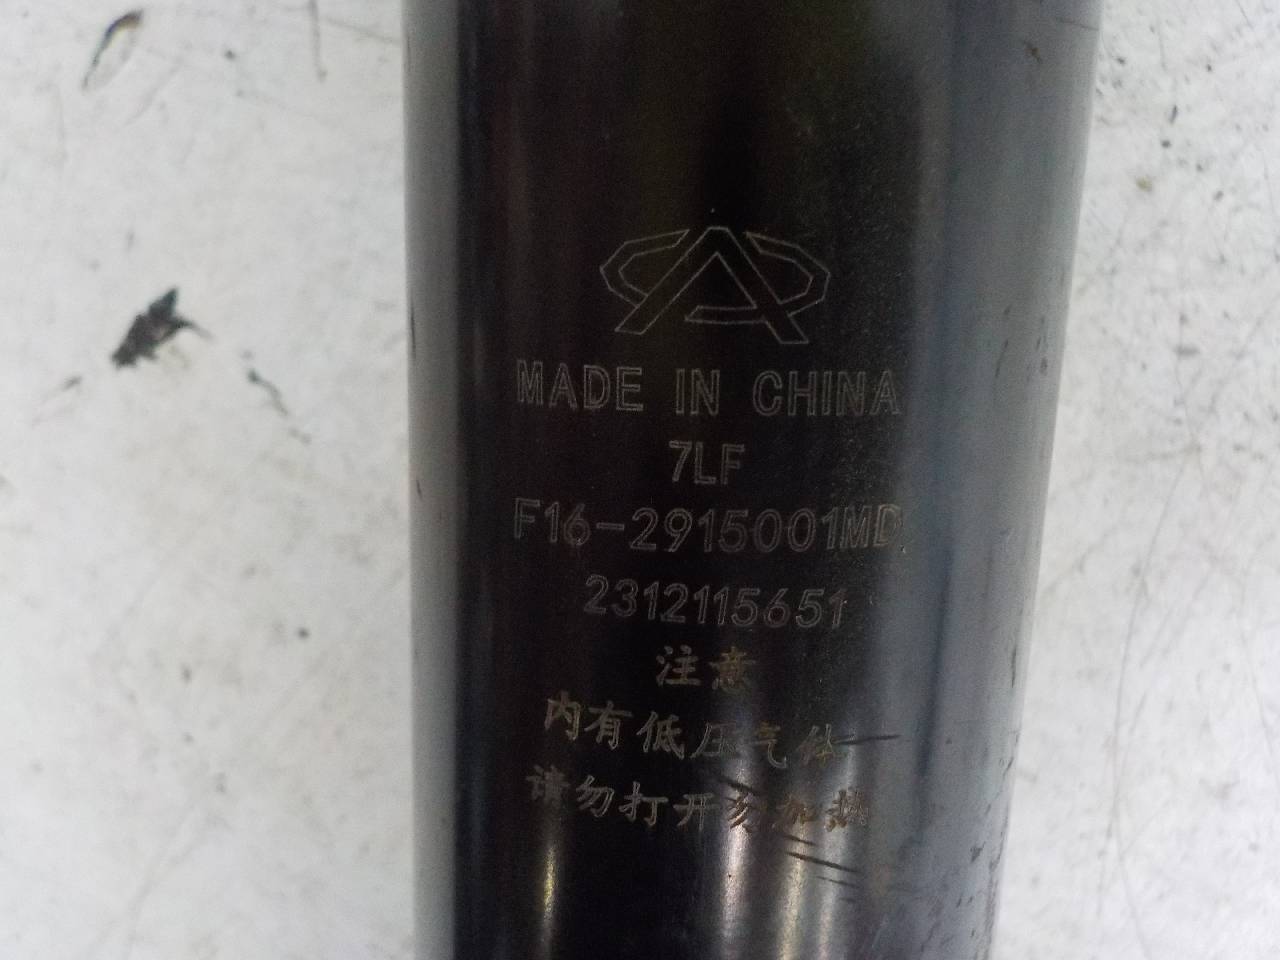 MADE IN CHINA
7LF
F16-2915001MD
2312115651
注意
内有低压气体
请勿打开勿加热